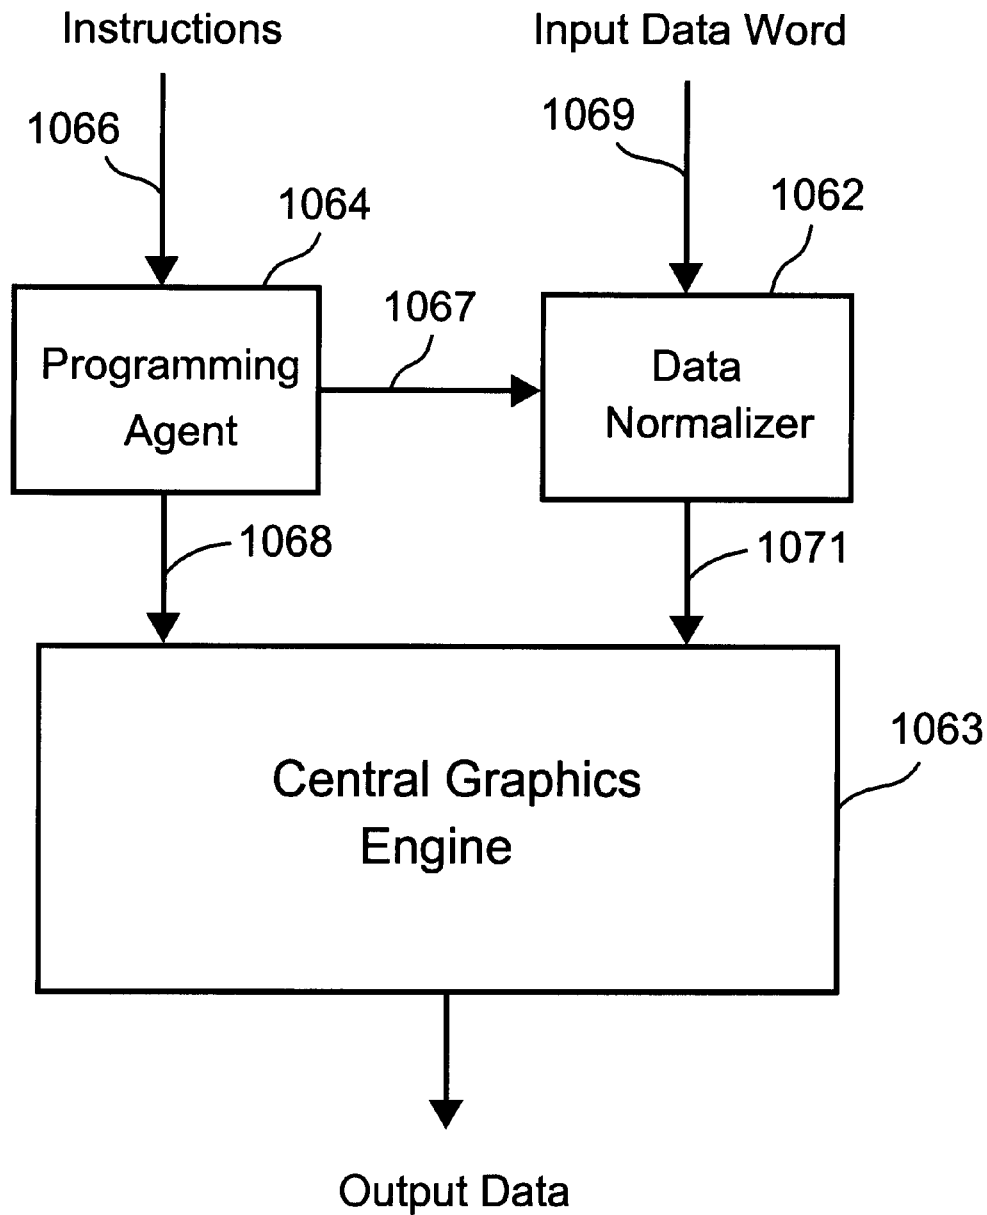 Instructions
Input Data Word
1066
1069
1064
1062
1067
Programming
Agent
Data
Normalizer
1068
1071
1063
Central Graphics
Engine
Output Data